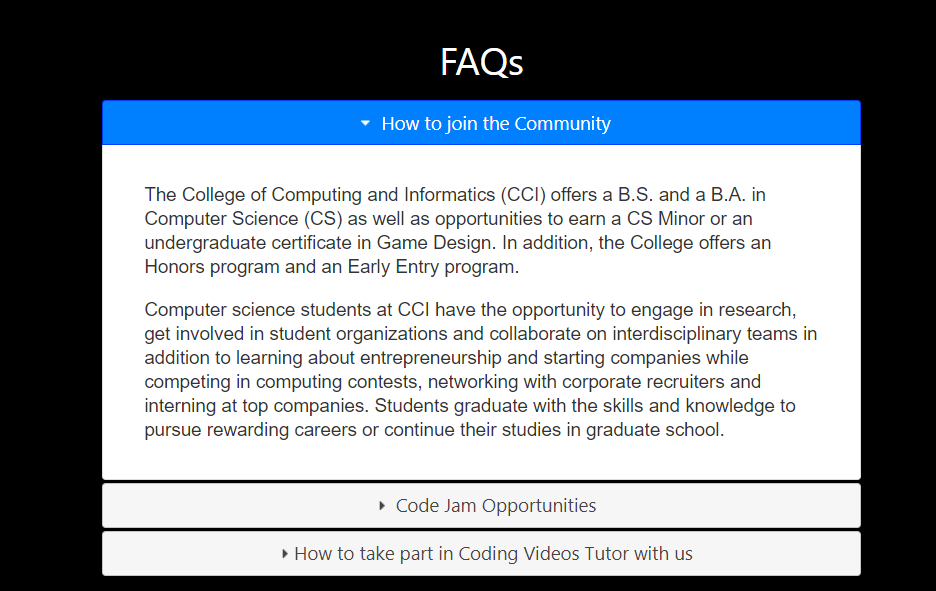 FAQs
How to join the Community
The College of Computing and Informatics (CCI) offers a B.S. and a B.A. in
Computer Science (CS) as well as opportunities to earn a CS Minor or an
undergraduate certificate in Game Design. In addition, the College offers an
Honors program and an Early Entry program.
Computer science students at CCI have the opportunity to engage in research,
get involved in student organizations and collaborate on interdisciplinary teams in
addition to learning about entrepreneurship and starting companies while
competing in computing contests, networking with corporate recruiters and
interning at top companies. Students graduate with the skills and knowledge to
pursue rewarding careers or continue their studies in graduate school.
Code Jam Opportunities
How to take part in Coding Videos Tutor with us